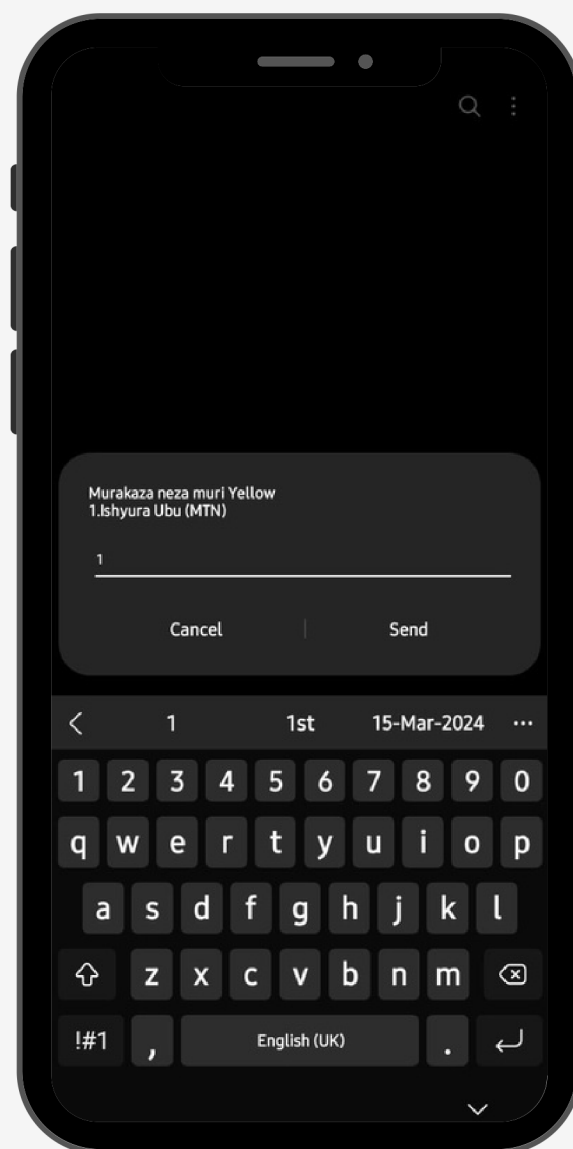 Murakaza neza muri Yellow
1.Ishyura Ubu (MTN)
1
Cancel Send
1 1st 15-Mar-2024 ...
1 2 3 4 5 6 7 8 9 0
q w e r t y u i o p
a s d f g h j k l
z x c v b n m
!#1 , English (UK) .